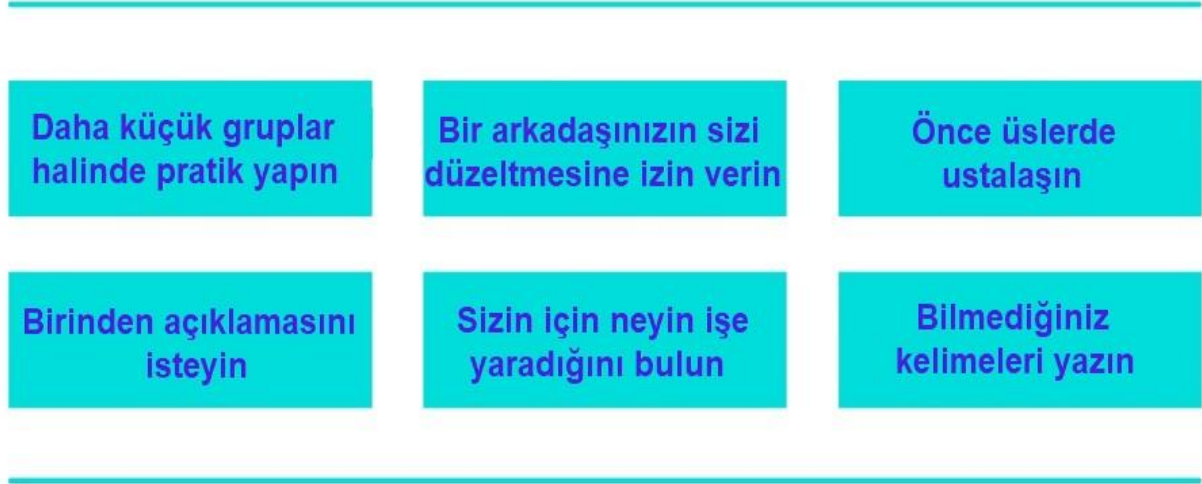 Daha küçük gruplar
halinde pratik yapın
Bir arkadaşınızın sizi
düzeltmesine izin verin
Önce üslerde
ustalaşın
Birinden açıklamasını
isteyin
Sizin için neyin işe
yaradığını bulun
Bilmediğiniz
kelimeleri yazın